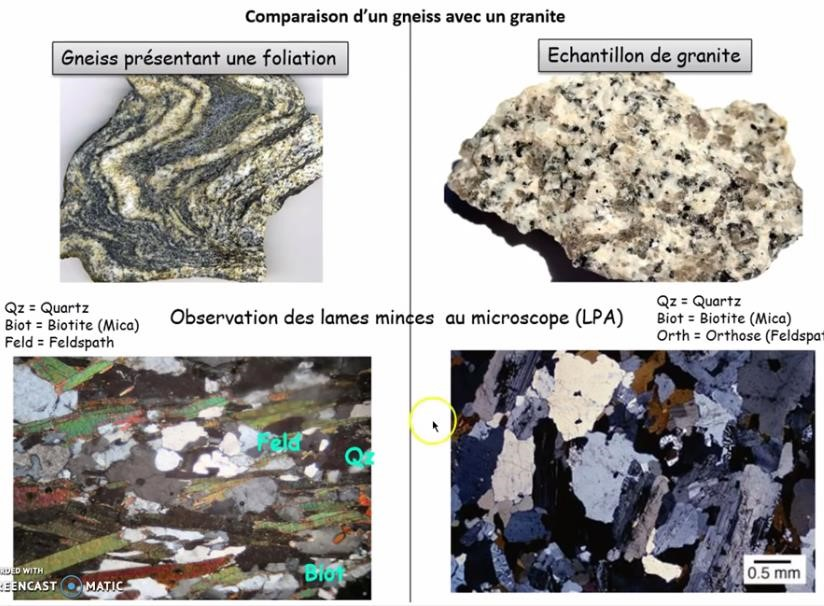 Comparaison d'un gneiss avec un granite
Gneiss présentant une foliation
Echantillon de granite
Qz = Quartz
Biot = Biotite (Mica)
Feld = Feldspath
Observation des lames minces au microscope (LPA)
Qz = Quartz
Biot = Biotite (Mica)
Orth = Orthose (Feldspat
Feld
Qz
Biot
RDED WITH
REENCAST MATIC
0.5 mm